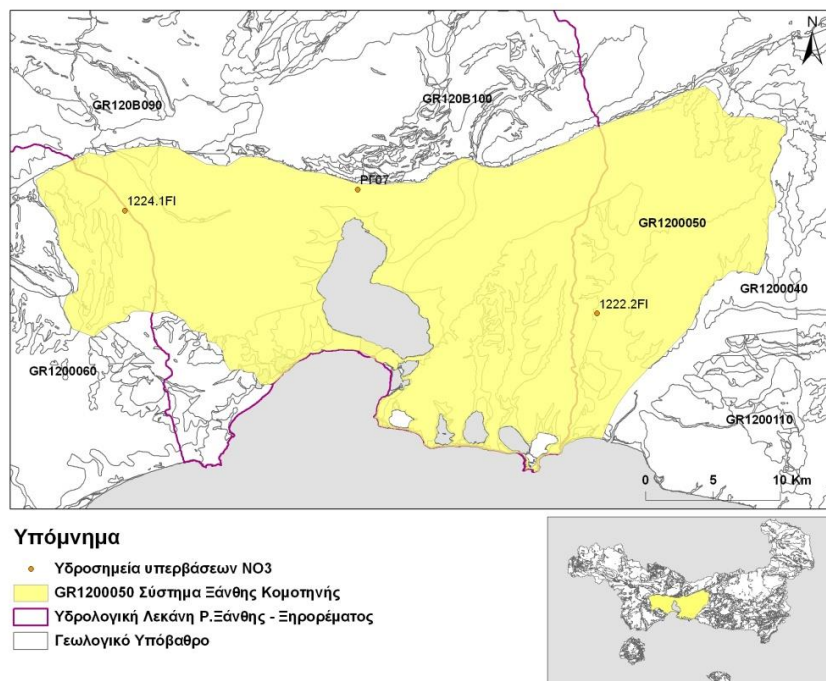 N
GR120B090
GR120B100
ΡΓ07
1224.1FI
GR1200050
1222.2FI
GR1200040
GR1200060
GR1200110
0 5 10 Km
Υπόμνημα
Υδροσημεία υπερβάσεων NO3
GR1200050 Σύστημα Ξάνθης Κομοτηνής
Υδρολογική Λεκάνη Ρ.Ξάνθης - Ξηρορέματος
Γεωλογικό Υπόβαθρο